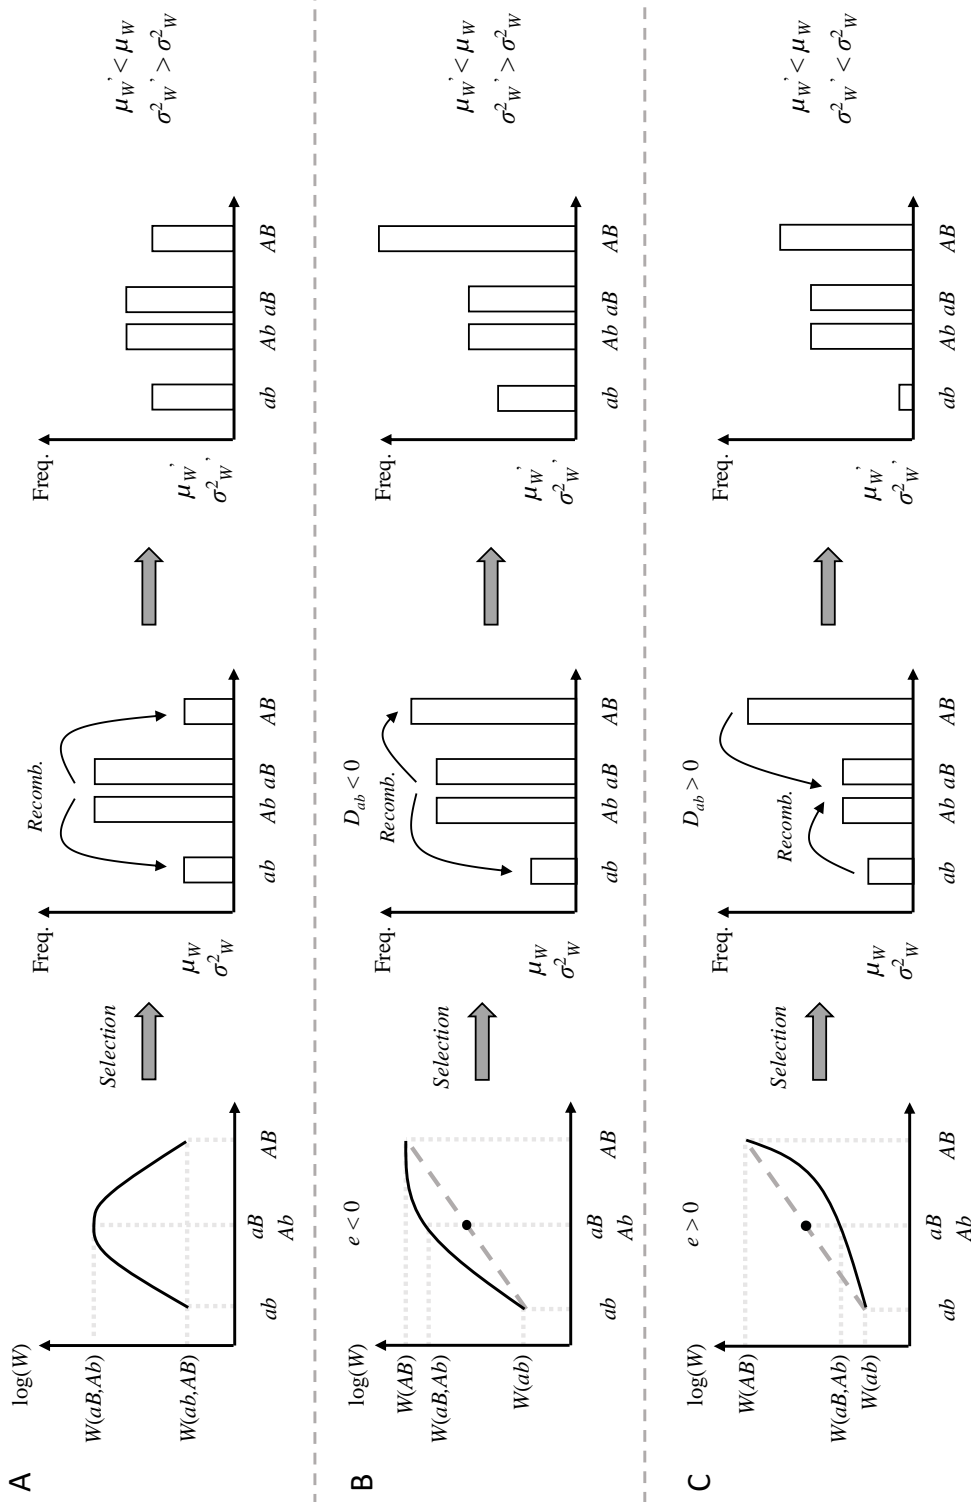 A
log(W)
W(aB,Ab)
W(ab,AB)
ab
aB
Ab
AB
Selection
Freq.
μW
σ²W
Recomb.
ab
Ab
aB
AB
Freq.
μW'
σ²W'
ab
Ab
aB
AB
μW' < μW
σ²W' > σ²W
B
log(W)
e < 0
W(AB)
W(aB,Ab)
W(ab)
ab
aB
Ab
AB
Selection
Freq.
μW
σ²W
Dab < 0
Recomb.
ab
Ab
aB
AB
Freq.
μW'
σ²W'
ab
Ab
aB
AB
μW' < μW
σ²W' > σ²W
C
log(W)
e > 0
W(AB)
W(aB,Ab)
W(ab)
ab
aB
Ab
AB
Selection
Freq.
μW
σ²W
Dab > 0
Recomb.
ab
Ab
aB
AB
Freq.
μW'
σ²W'
ab
Ab
aB
AB
μW' < μW
σ²W' < σ²W